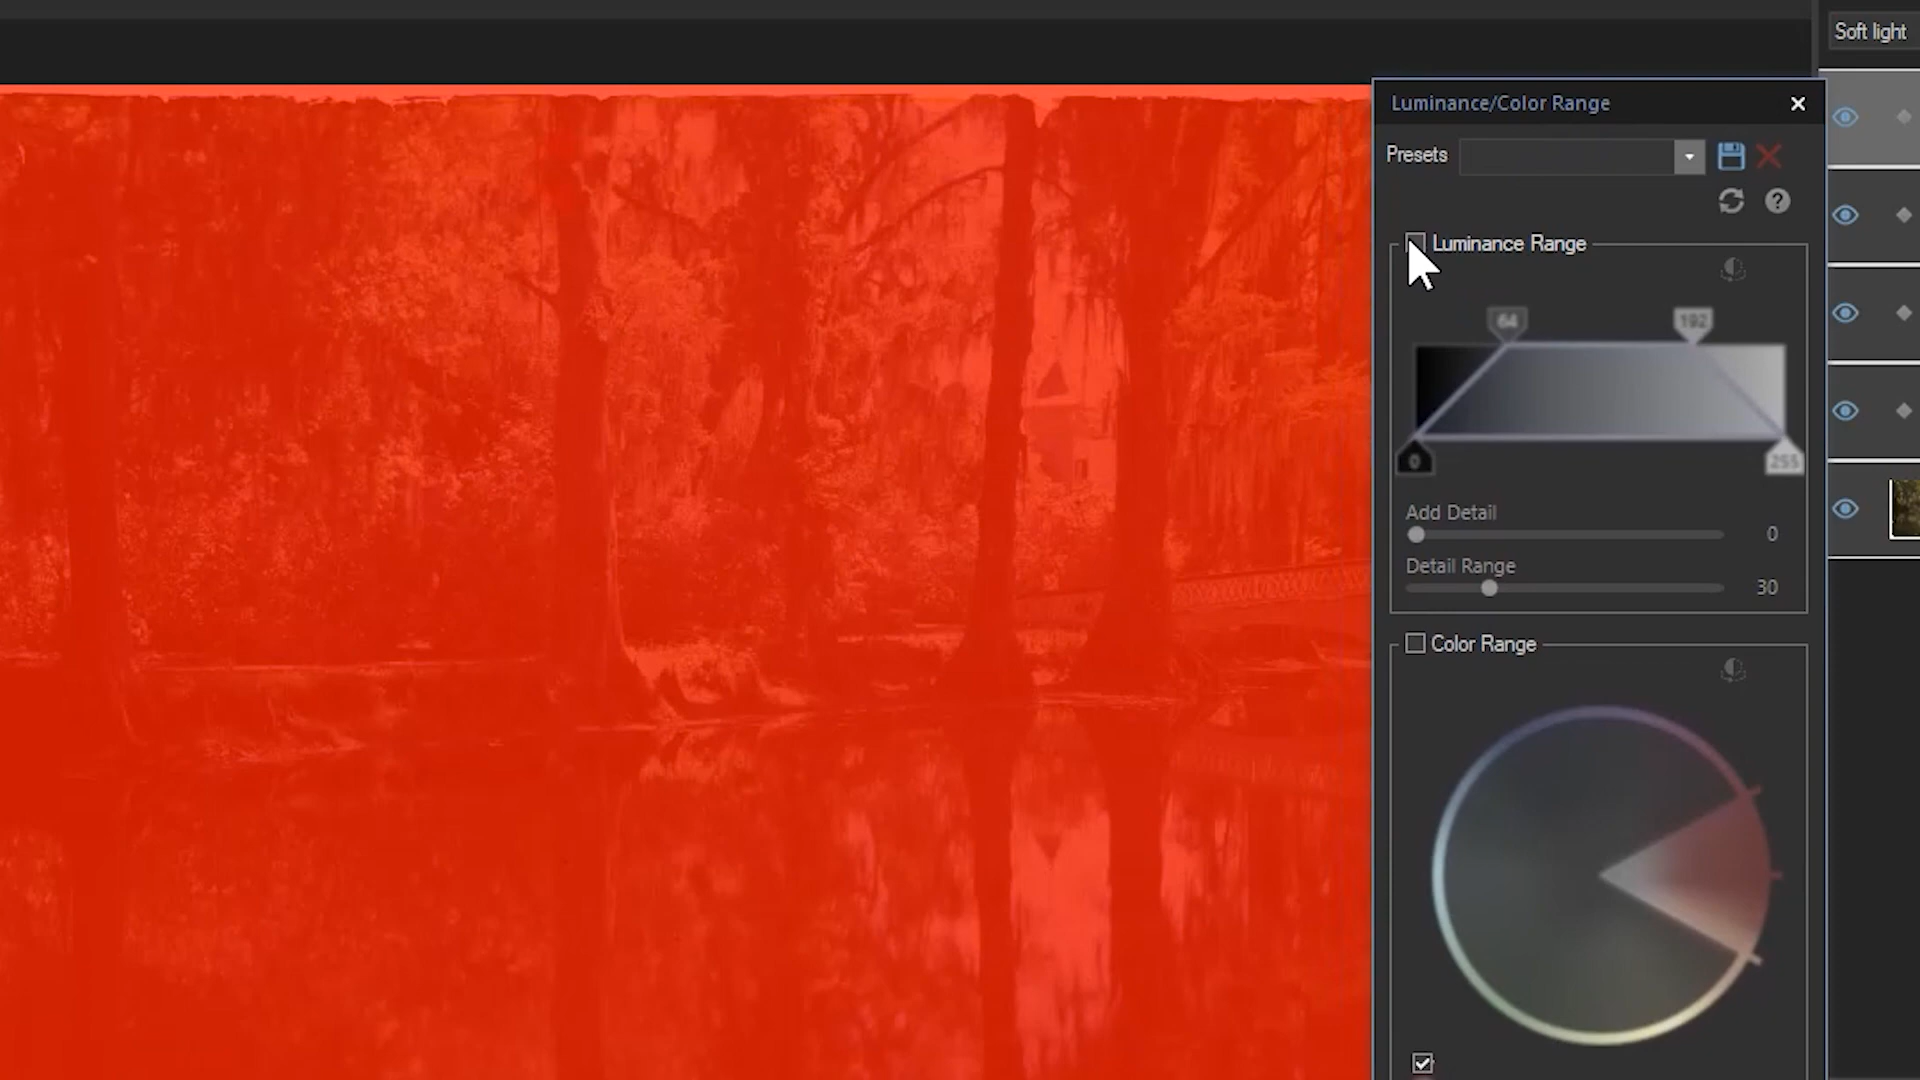 Soft light
Luminance/Color Range
Presets
Luminance Range
64
192
0
255
Add Detail
0
Detail Range
30
Color Range